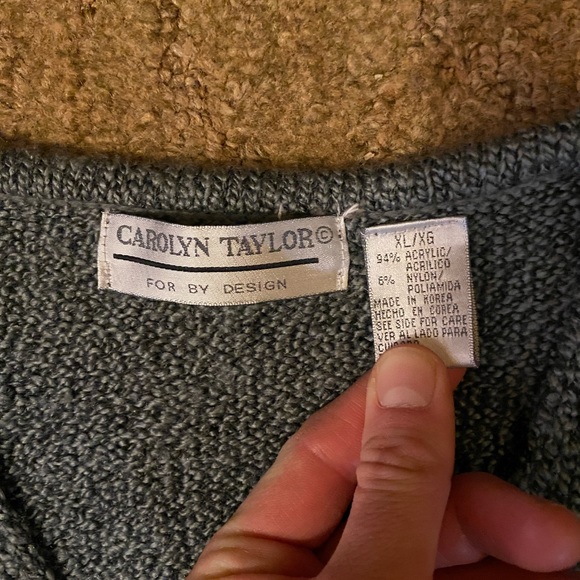 CAROLYN TAYLOR©
FOR BY DESIGN
XL/XG
94% ACRYLIC/
ACRILICO
6% NYLON/
POLIAMIDA
MADE IN KOREA
HECHO EN COREA
SEE SIDE FOR CARE
VER AL LADO PARA